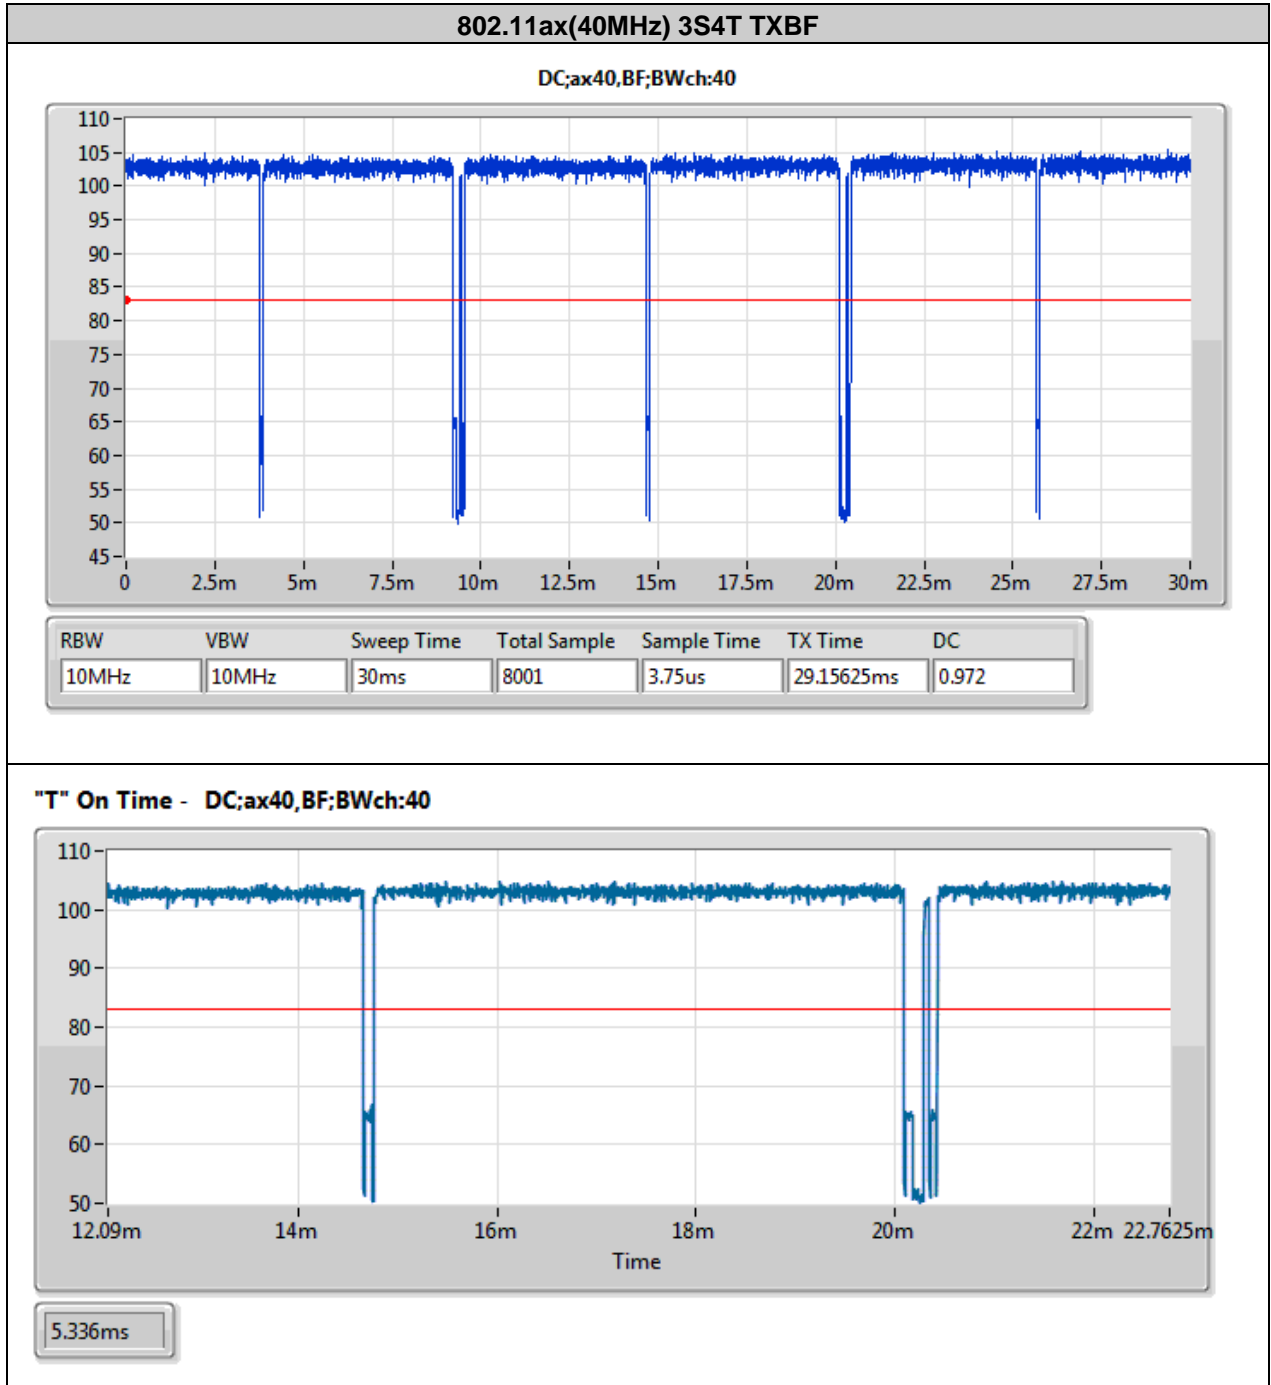 802.11ax(40MHz) 3S4T TXBF
DC;ax40,BF;BWch:40
110
105
100
95
90
85
80
75
70
65
60
55
50
45
0 2.5m 5m 7.5m 10m 12.5m 15m 17.5m 20m 22.5m 25m 27.5m 30m
RBW VBW Sweep Time Total Sample Sample Time TX Time DC
10MHz 10MHz 30ms 8001 3.75us 29.15625ms 0.972
"T" On Time - DC;ax40,BF;BWch:40
110
100
90
80
70
60
50
12.09m 14m 16m 18m 20m 22m 22.7625m
Time
5.336ms